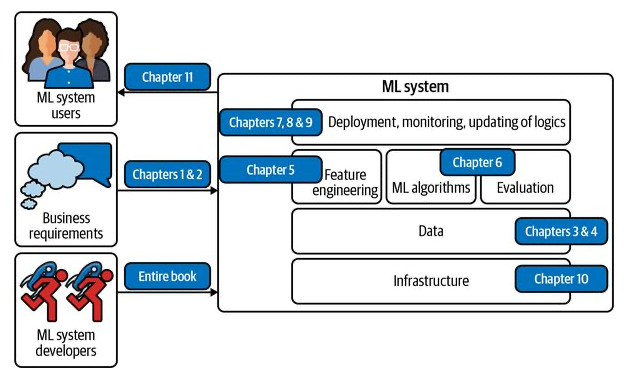 ML system
users
Chapter 11
Business
requirements
Chapters 1 & 2
ML system
developers
Entire book
ML system
Chapters 7, 8 & 9
Deployment, monitoring, updating of logics
Chapter 5
Feature
engineering
Chapter 6
ML algorithms
Evaluation
Data
Chapters 3 & 4
Infrastructure
Chapter 10